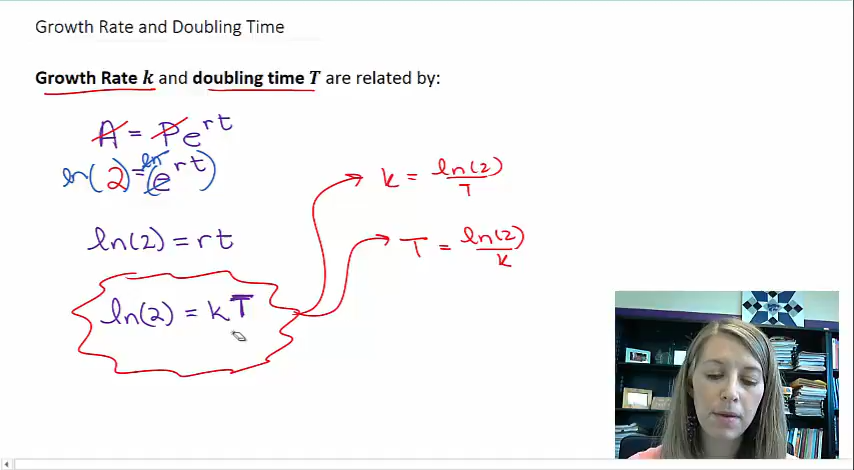 Growth Rate and Doubling Time
Growth Rate k and doubling time T are related by:
A = Pe^rt
ln(2) = ln(e^rt)
ln(2) = rt
ln(2) = kT
k = ln(2)/T
T = ln(2)/k